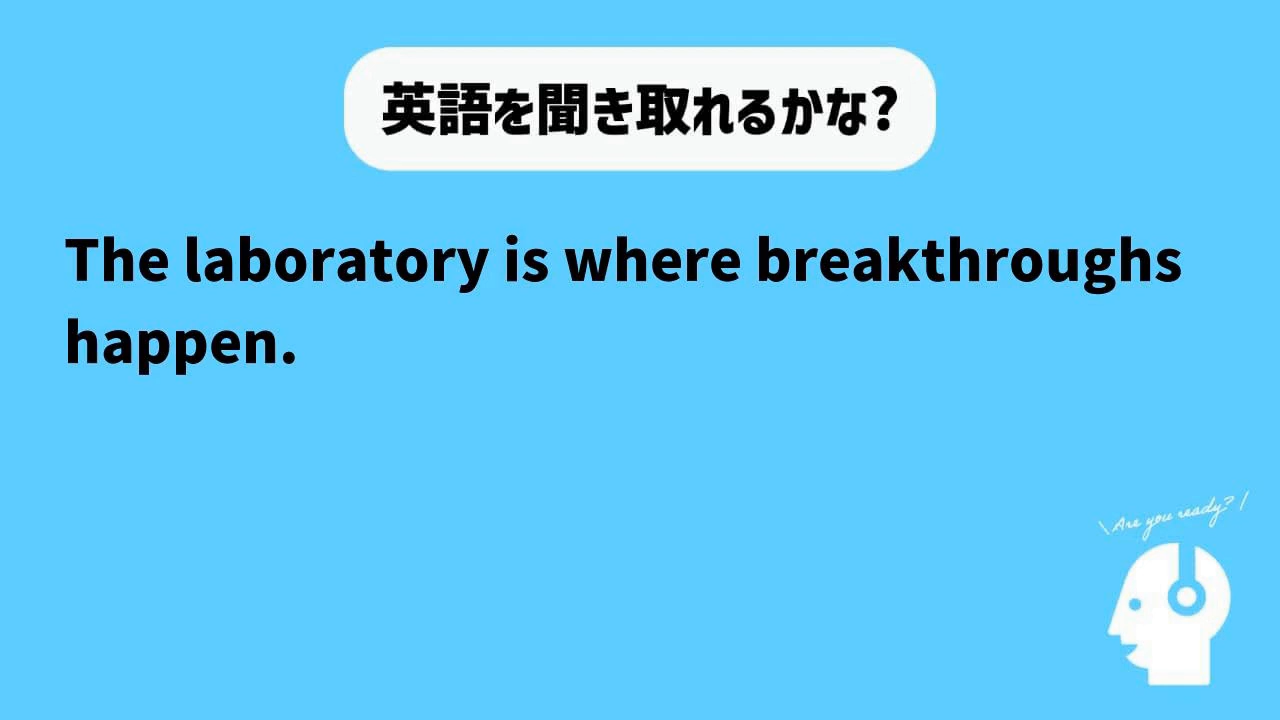 英語を聞き取れるかな?
The laboratory is where breakthroughs
happen.
\Are you ready?/